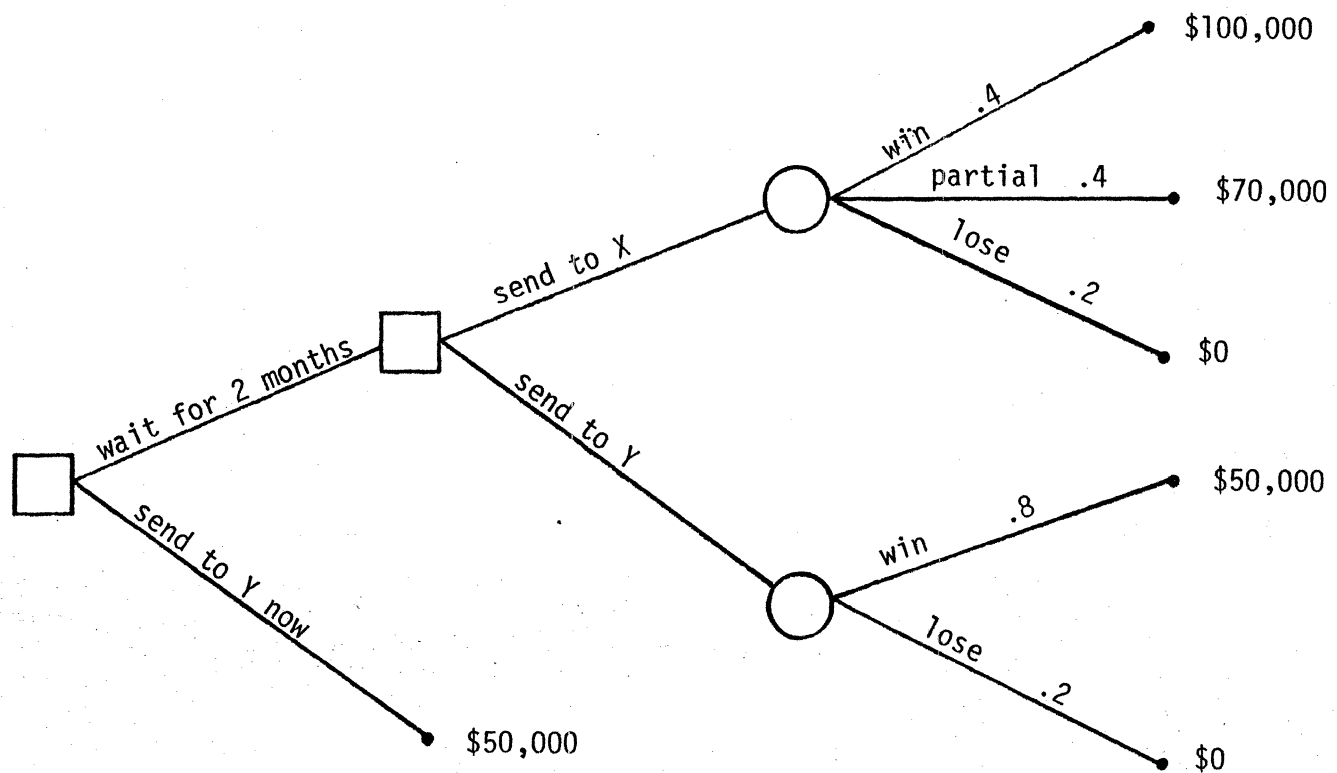 $100,000
win .4
partial .4
$70,000
lose .2
$0
send to X
wait for 2 months
send to Y
$50,000
win .8
lose .2
$0
send to Y now
$50,000